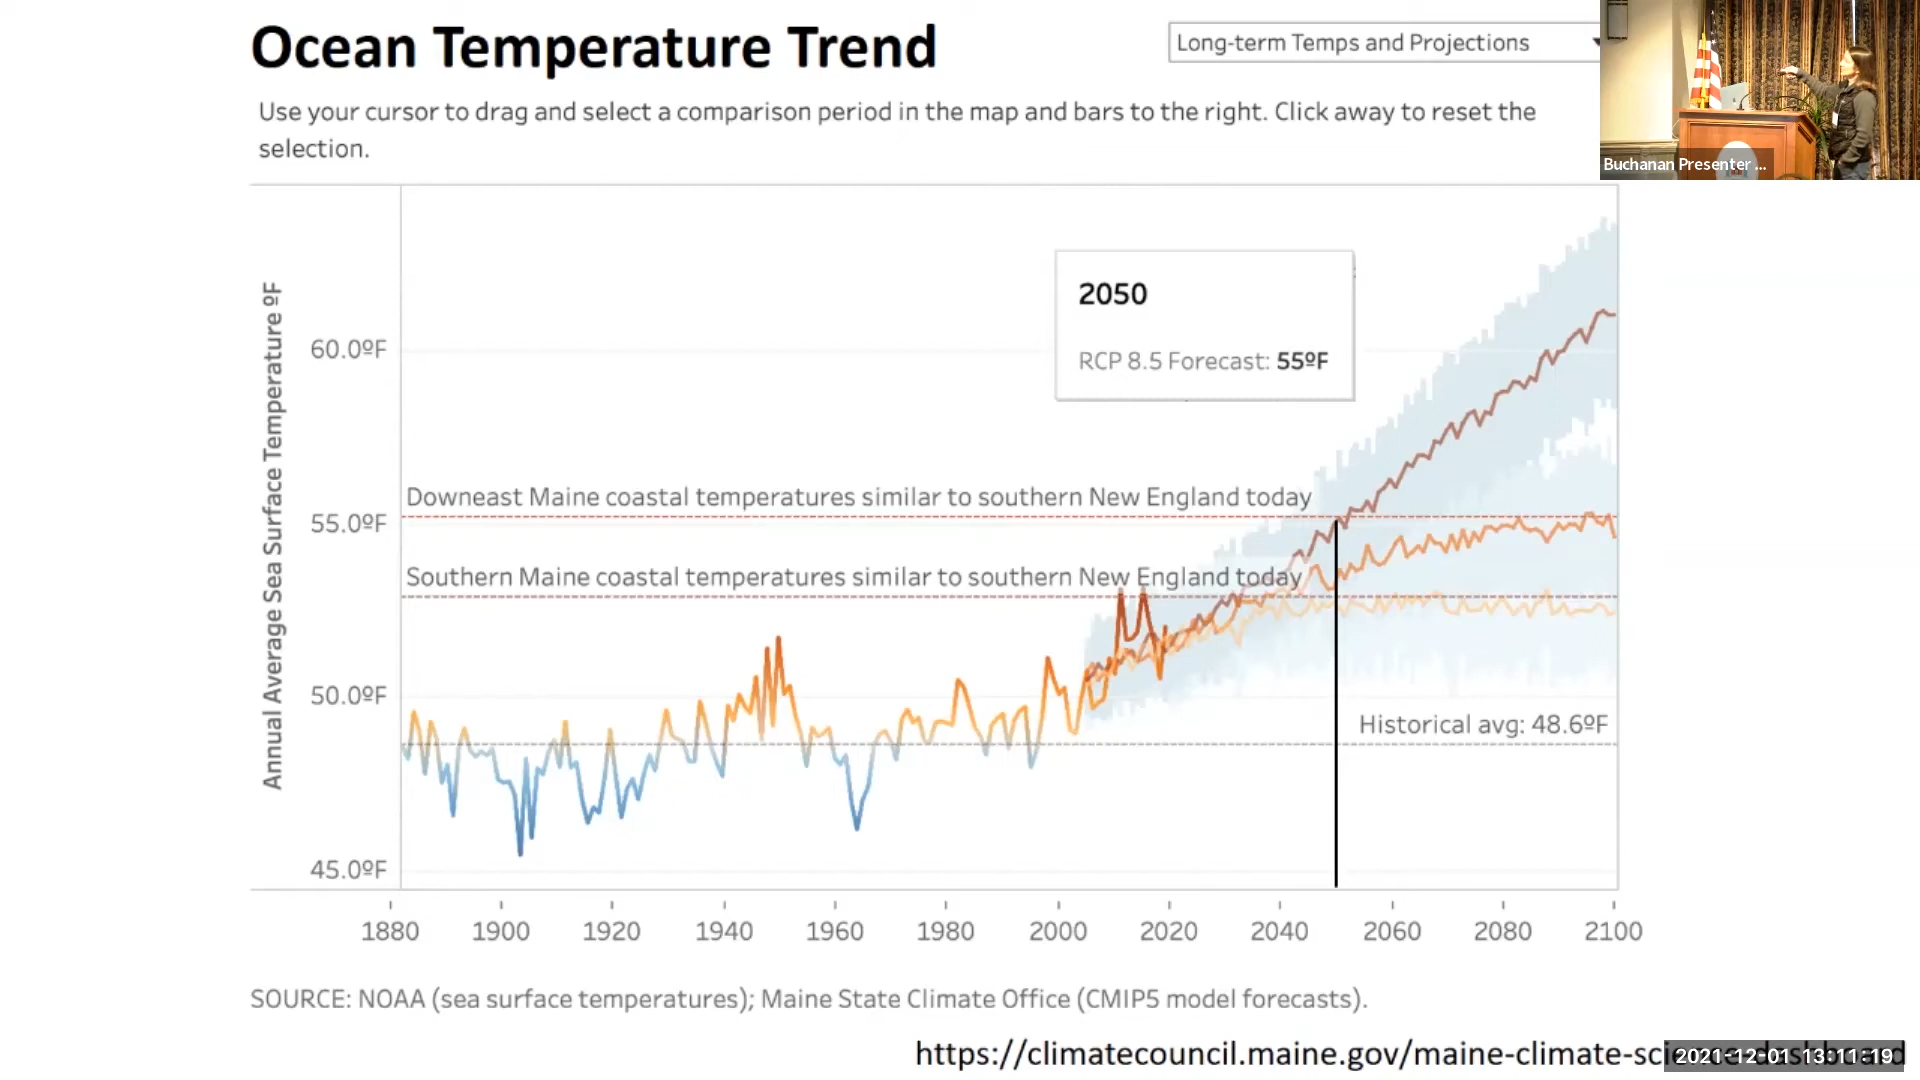 Ocean Temperature Trend
Long-term Temps and Projections
Use your cursor to drag and select a comparison period in the map and bars to the right. Click away to reset the
selection.
Buchanan Presenter ...
Annual Average Sea Surface Temperature ºF
60.0ºF
55.0ºF
50.0ºF
45.0ºF
2050
RCP 8.5 Forecast: 55ºF
Downeast Maine coastal temperatures similar to southern New England today
Southern Maine coastal temperatures similar to southern New England today
Historical avg: 48.6ºF
1880 1900 1920 1940 1960 1980 2000 2020 2040 2060 2080 2100
SOURCE: NOAA (sea surface temperatures); Maine State Climate Office (CMIP5 model forecasts).
https://climatecouncil.maine.gov/maine-climate-science-dashboard
2021-12-01 13:11:19